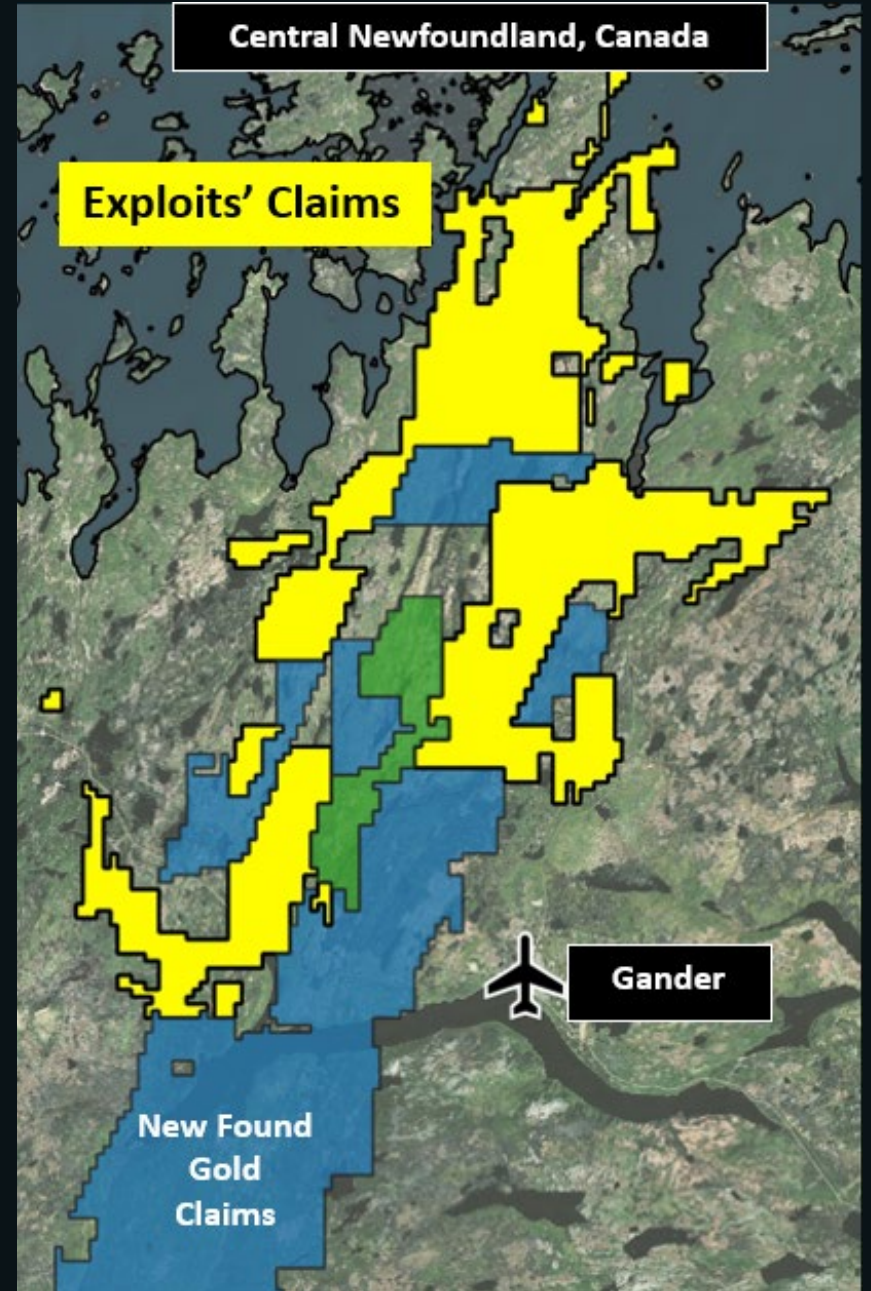 Central Newfoundland, Canada
Exploits’ Claims
Gander
New Found
Gold
Claims